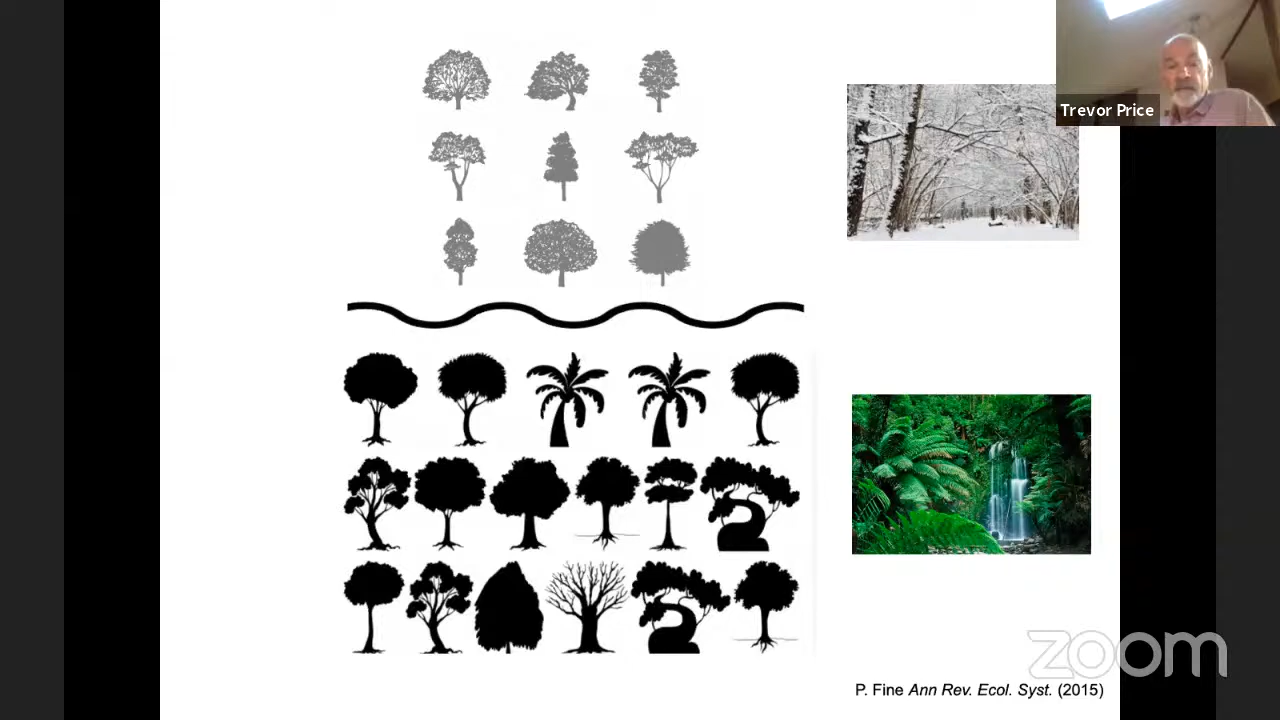 Trevor Price
zoom
P. Fine Ann Rev. Ecol. Syst. (2015)